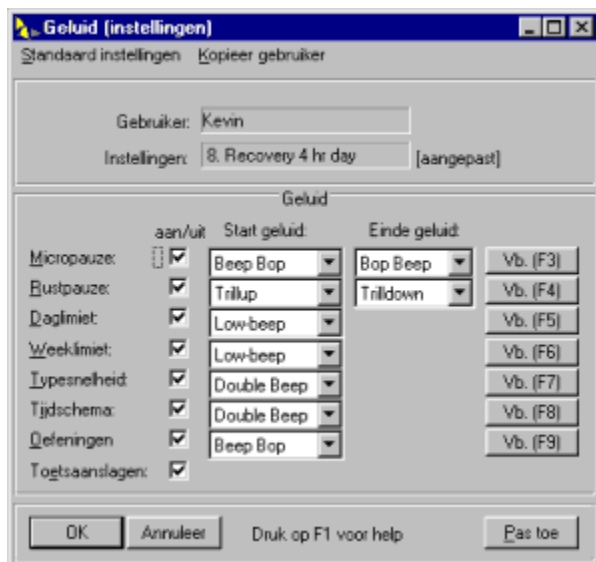 Geluid (instellingen)
Standaard instellingen Kopieer gebruiker
Gebruiker: Kevin
Instellingen: 8. Recovery 4 hr day [aangepast]
Geluid
aan/uit Start geluid: Einde geluid:
Micropauze: Beep Bop Bop Beep Vb. (F3)
Rustpauze: Trillup Trilldown Vb. (F4)
Daglimiet: Low-beep Vb. (F5)
Weeklimiet: Low-beep Vb. (F6)
Typesnelheid: Double Beep Vb. (F7)
Tijdschema: Double Beep Vb. (F8)
Oefeningen Beep Bop Vb. (F9)
Toetsaanslagen:
OK Annuleer Druk op F1 voor help Pas toe